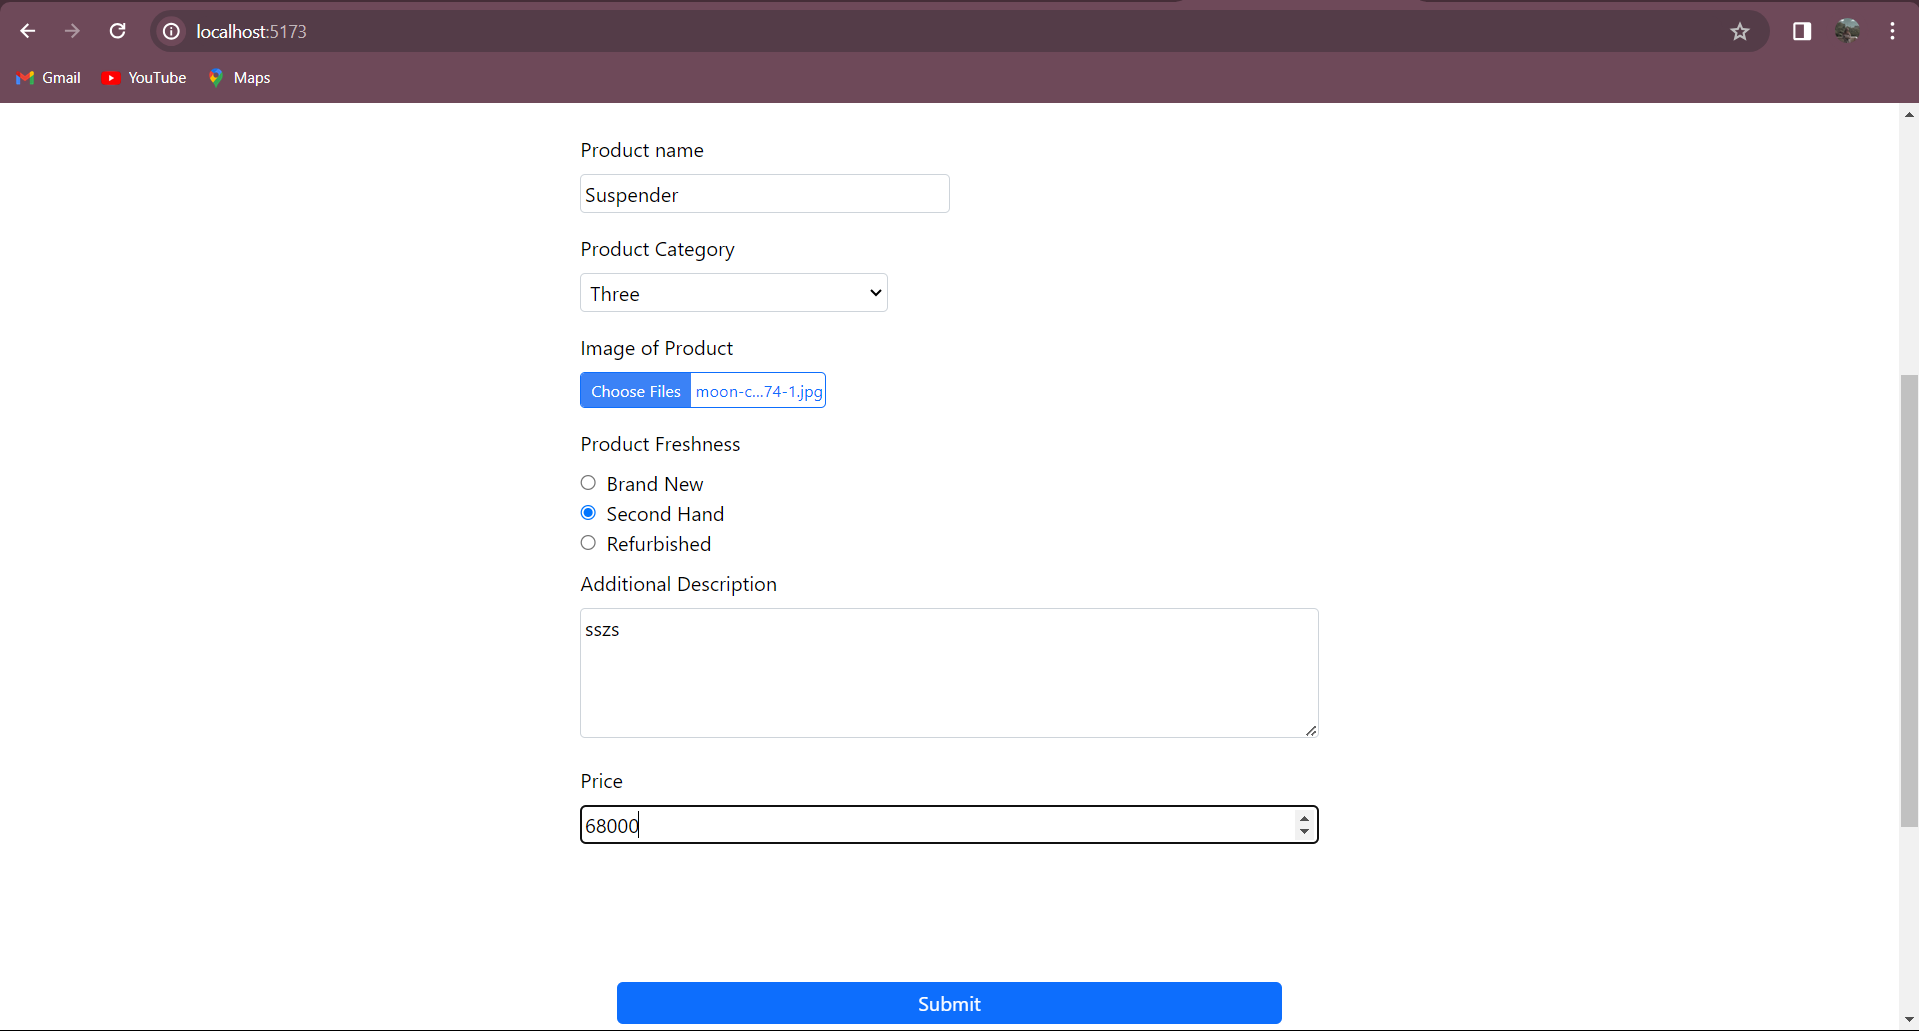 localhost:5173
Gmail YouTube Maps
Product name
Suspender
Product Category
Three
Image of Product
Choose Files moon-c...74-1.jpg
Product Freshness
Brand New
Second Hand
Refurbished
Additional Description
sszs
Price
68000
Submit